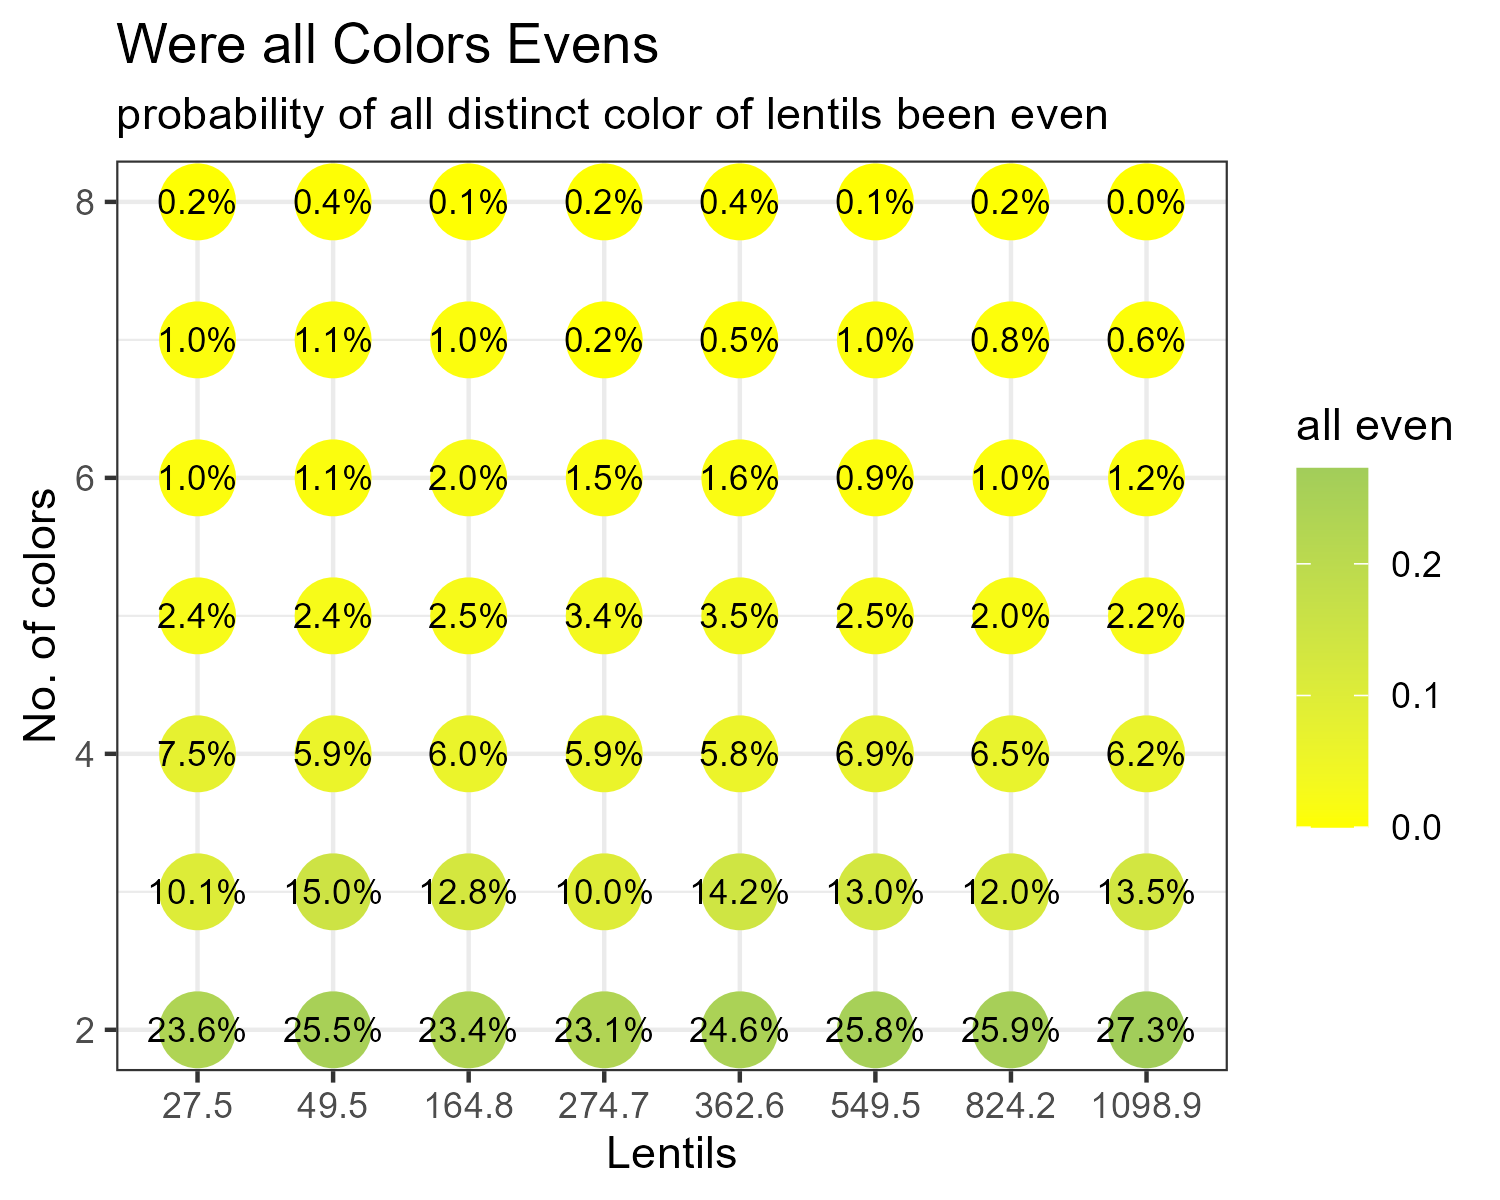 Were all Colors Evens
probability of all distinct color of lentils been even
8
0.2% 0.4% 0.1% 0.2% 0.4% 0.1% 0.2% 0.0%
1.0% 1.1% 1.0% 0.2% 0.5% 1.0% 0.8% 0.6%
6
1.0% 1.1% 2.0% 1.5% 1.6% 0.9% 1.0% 1.2%
2.4% 2.4% 2.5% 3.4% 3.5% 2.5% 2.0% 2.2%
4
7.5% 5.9% 6.0% 5.9% 5.8% 6.9% 6.5% 6.2%
10.1% 15.0% 12.8% 10.0% 14.2% 13.0% 12.0% 13.5%
2
23.6% 25.5% 23.4% 23.1% 24.6% 25.8% 25.9% 27.3%
27.5 49.5 164.8 274.7 362.6 549.5 824.2 1098.9
Lentils
No. of colors
all even
0.2
0.1
0.0